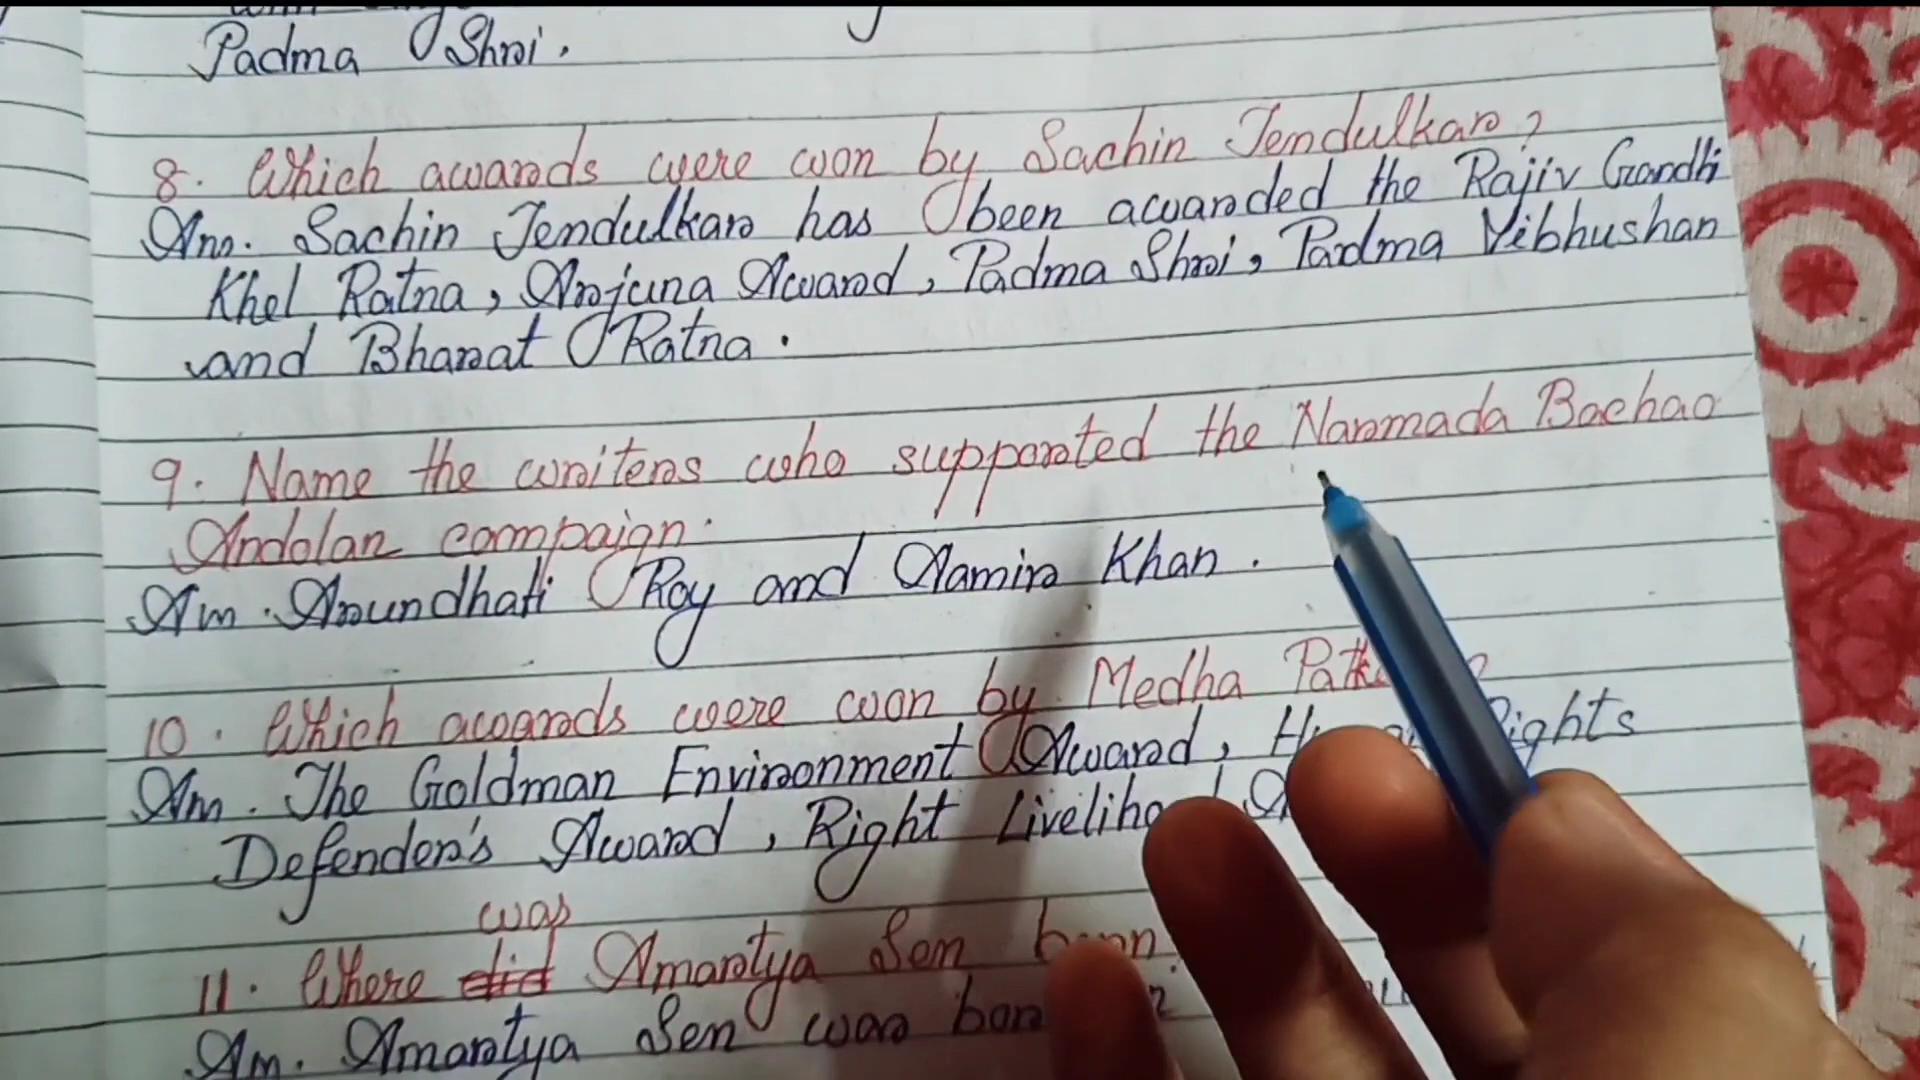 Padma Shri.
8. Which awards were won by Sachin Tendulkar?
Ans. Sachin Tendulkar has been awarded the Rajiv Gandhi
Khel Ratna, Arjuna Award, Padma Shri, Padma Vibhushan
and Bharat Ratna.
9. Name the writers who supported the Narmada Bachao
Andolan campaign.
Ans. Arundhati Roy and Aamir Khan.
10. Which awards were won by Medha
Ans. The Goldman Environment Award, Rights
Defender's Award, Right
was
11. Where did Amartya Sen born
Ans. Amartya Sen was